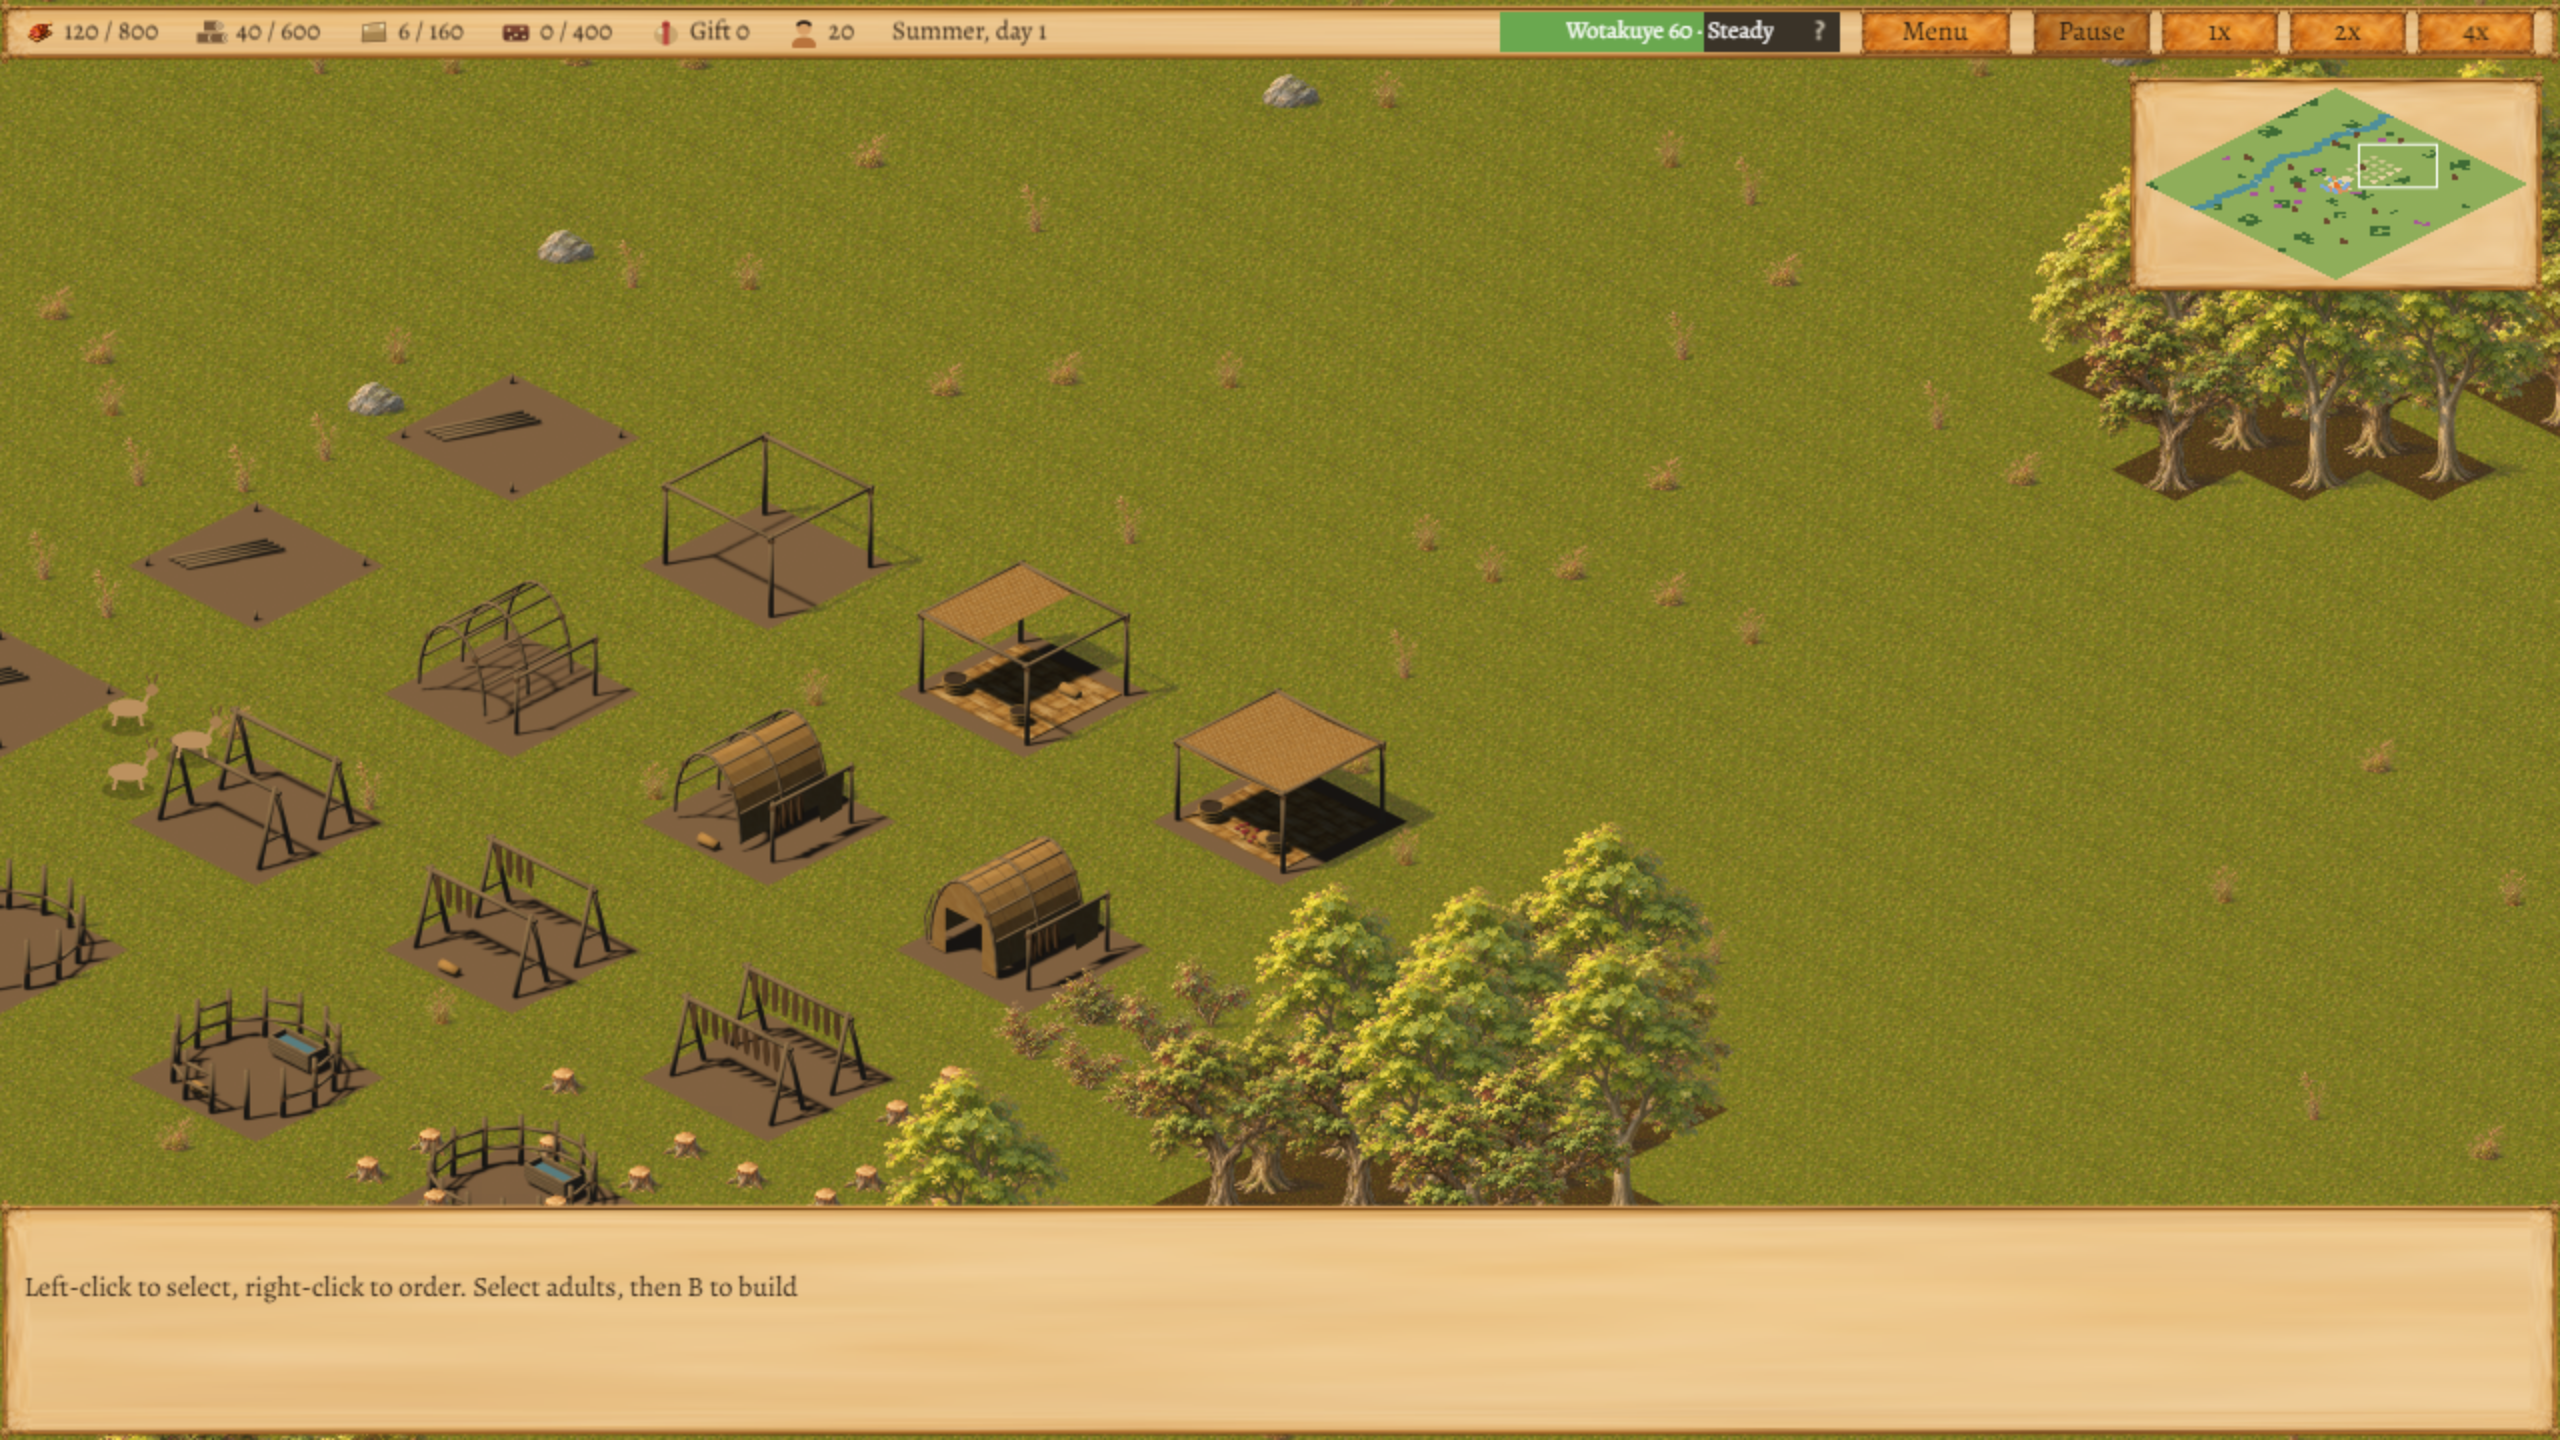 120 / 800 40 / 600 6 / 160 0 / 400 Gift 0 20 Summer, day 1 Wotakuye 60 · Steady ? Menu Pause 1x 2x 4x
Left-click to select, right-click to order. Select adults, then B to build